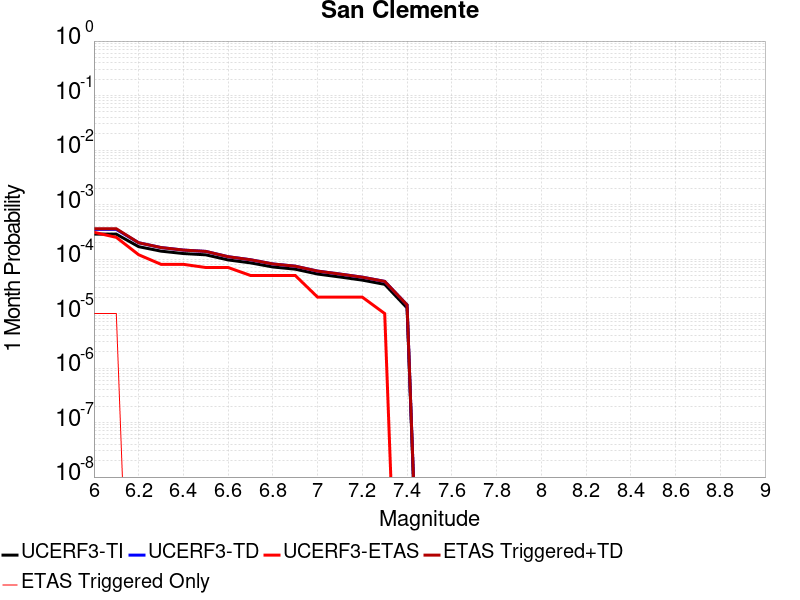 San Clemente
1 Month Probability
10^0
10^-1
10^-2
10^-3
10^-4
10^-5
10^-6
10^-7
10^-8
6 6.2 6.4 6.6 6.8 7 7.2 7.4 7.6 7.8 8 8.2 8.4 8.6 8.8 9
Magnitude
UCERF3-TI UCERF3-TD UCERF3-ETAS ETAS Triggered+TD
ETAS Triggered Only